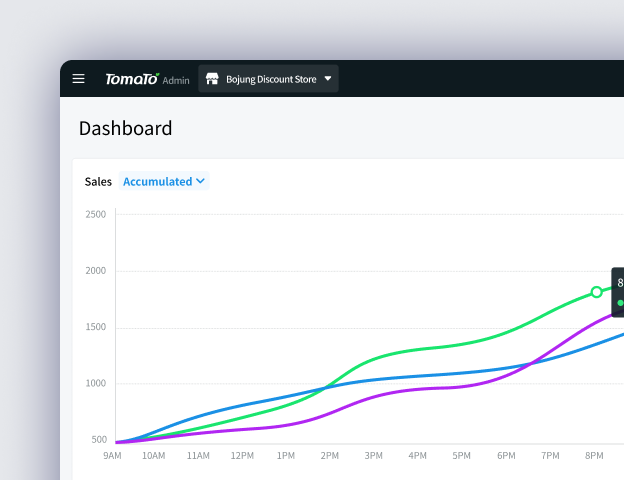 TomaTo Admin Bojung Discount Store
Dashboard
Sales Accumulated
2500
2000
8
1500
1000
500
9AM 10AM 11AM 12PM 1PM 2PM 3PM 4PM 5PM 6PM 7PM 8PM